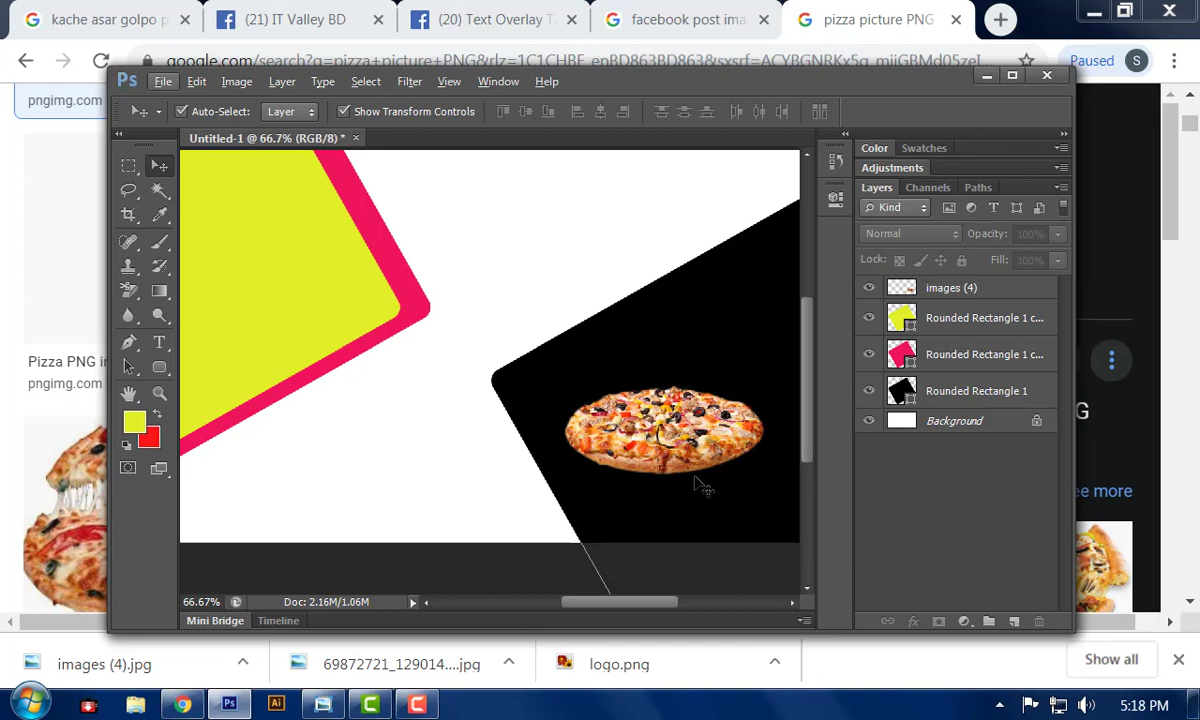 kache asar golpo p
(21) IT Valley BD
(20) Text Overlay T
facebook post ima
pizza picture PNG
Paused
S
pngimg.com
Ps
File
Edit
Image
Layer
Type
Select
Filter
View
Window
Help
Auto-Select:
Layer
Show Transform Controls
Untitled-1 @ 66.7% (RGB/8) *
Color
Swatches
Adjustments
Layers
Channels
Paths
Kind
Normal
Opacity: 100%
Lock:
Fill: 100%
images (4)
Rounded Rectangle 1 c...
Rounded Rectangle 1 c...
Rounded Rectangle 1
Background
Pizza PNG in
pngimg.com
G
ee more
66.67%
Doc: 2.16M/1.06M
Mini Bridge
Timeline
images (4).jpg
69872721_129014....jpg
logo.png
Show all
Ps
Ai
5:18 PM